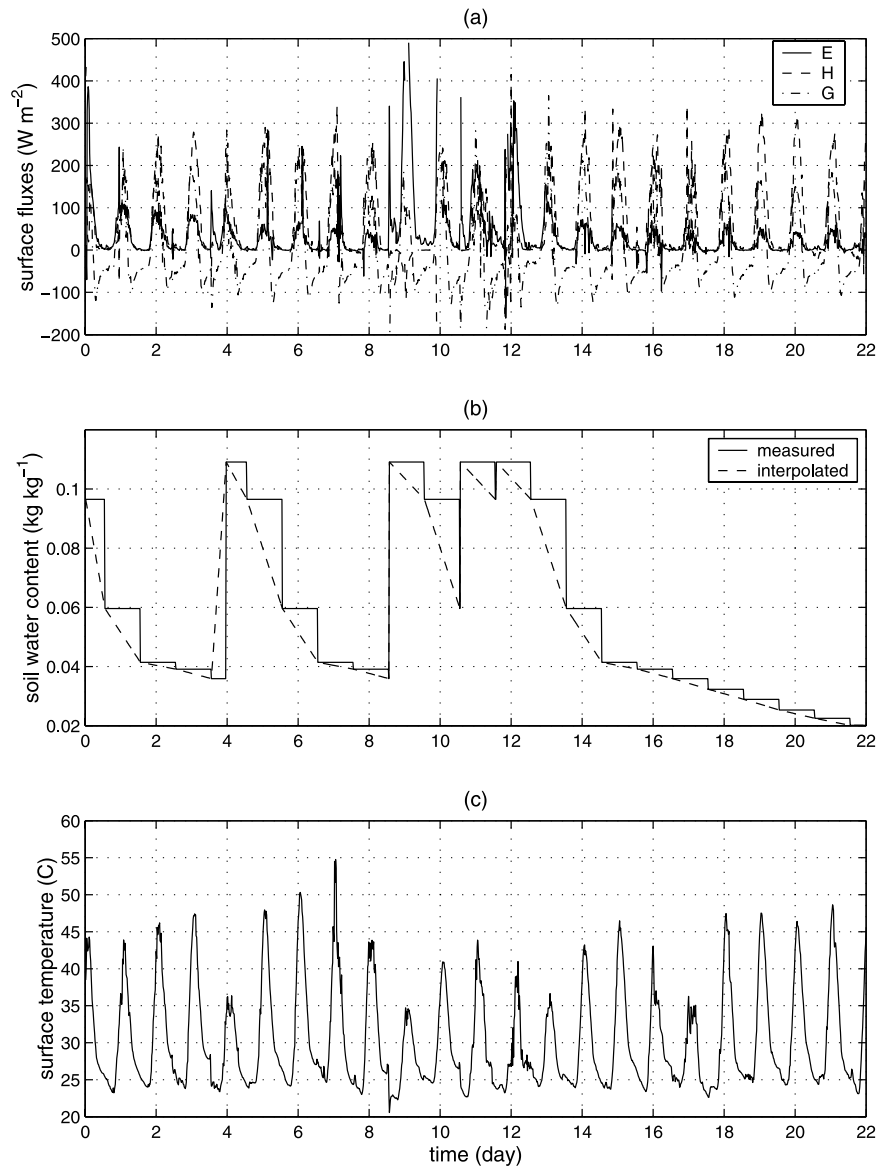 (a)
500
400
300
200
100
0
−100
−200
surface fluxes (W m−2)
E
H
G
0 2 4 6 8 10 12 14 16 18 20 22
(b)
0.1
0.08
0.06
0.04
0.02
soil water content (kg kg−1)
measured
interpolated
0 2 4 6 8 10 12 14 16 18 20 22
(c)
60
55
50
45
40
35
30
25
20
surface temperature (C)
0 2 4 6 8 10 12 14 16 18 20 22
time (day)